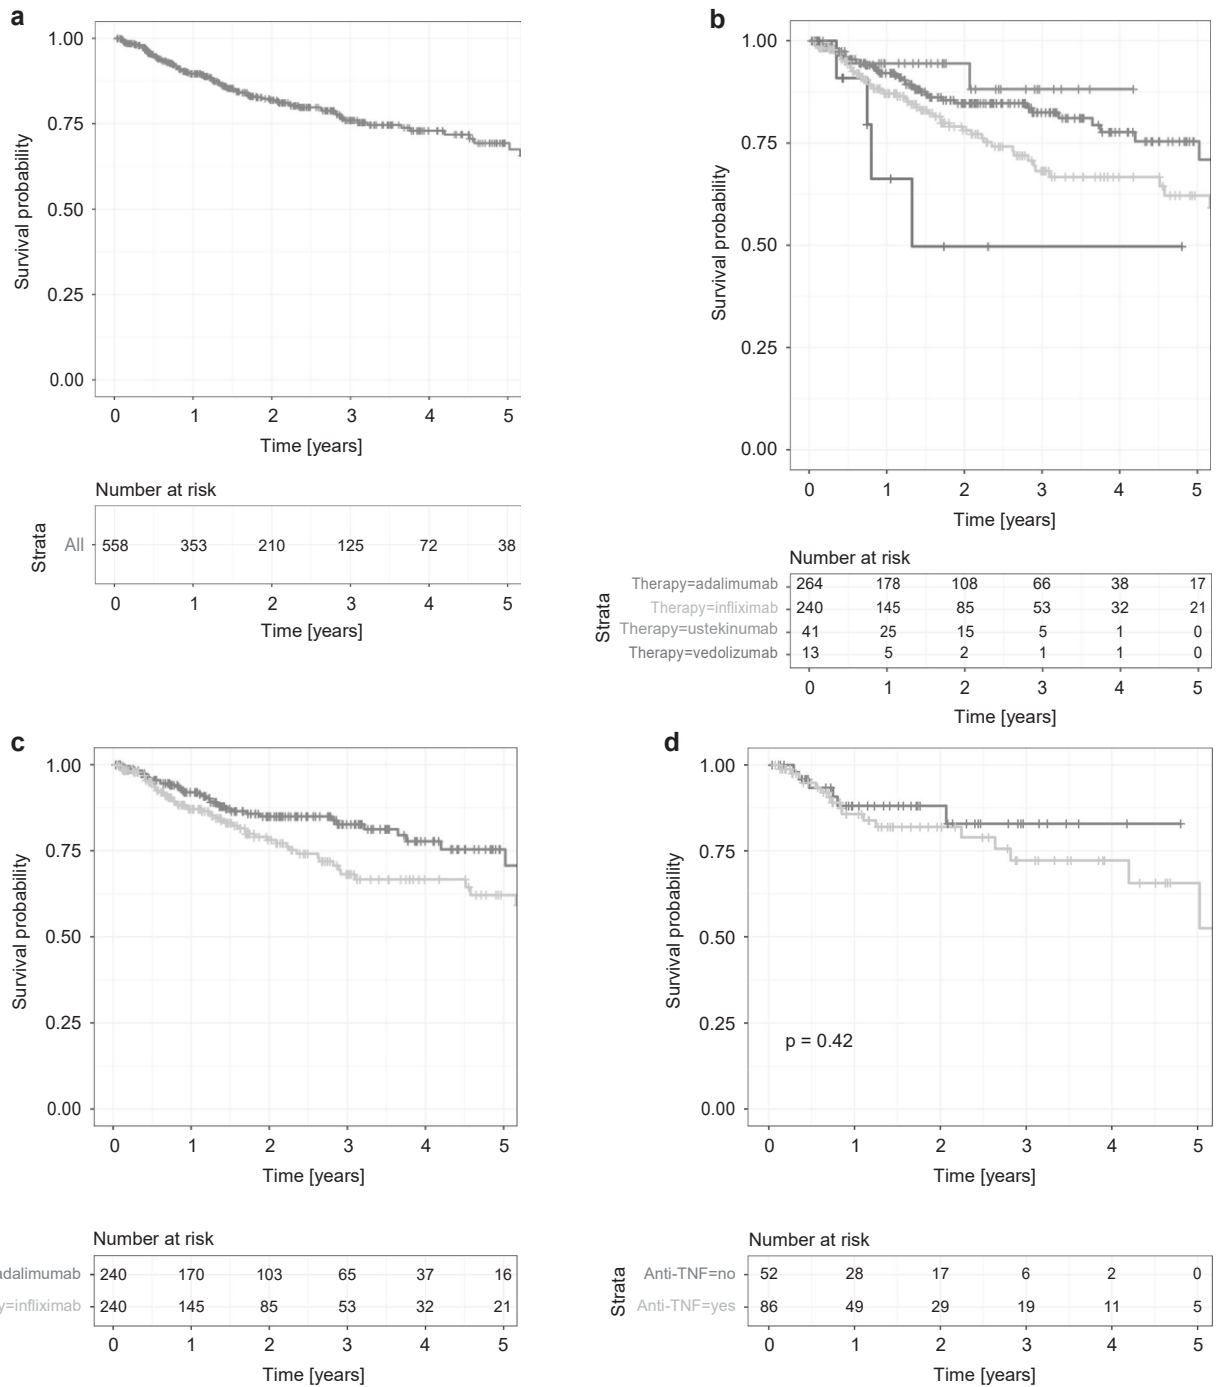 a
1.00
0.75
0.50
0.25
0.00
Survival probability
0 1 2 3 4 5
Time [years]
Number at risk
Strata
All 558 353 210 125 72 38
0 1 2 3 4 5
Time [years]
b
1.00
0.75
0.50
0.25
0.00
Survival probability
0 1 2 3 4 5
Time [years]
Number at risk
Strata
Therapy=adalimumab 264 178 108 66 38 17
Therapy=infliximab 240 145 85 53 32 21
Therapy=ustekinumab 41 25 15 5 1 0
Therapy=vedolizumab 13 5 2 1 1 0
0 1 2 3 4 5
Time [years]
c
1.00
0.75
0.50
0.25
0.00
Survival probability
0 1 2 3 4 5
Time [years]
Number at risk
adalimumab 240 170 103 65 37 16
y=infliximab 240 145 85 53 32 21
0 1 2 3 4 5
Time [years]
d
1.00
0.75
0.50
0.25
0.00
Survival probability
p = 0.42
0 1 2 3 4 5
Time [years]
Number at risk
Strata
Anti-TNF=no 52 28 17 6 2 0
Anti-TNF=yes 86 49 29 19 11 5
0 1 2 3 4 5
Time [years]